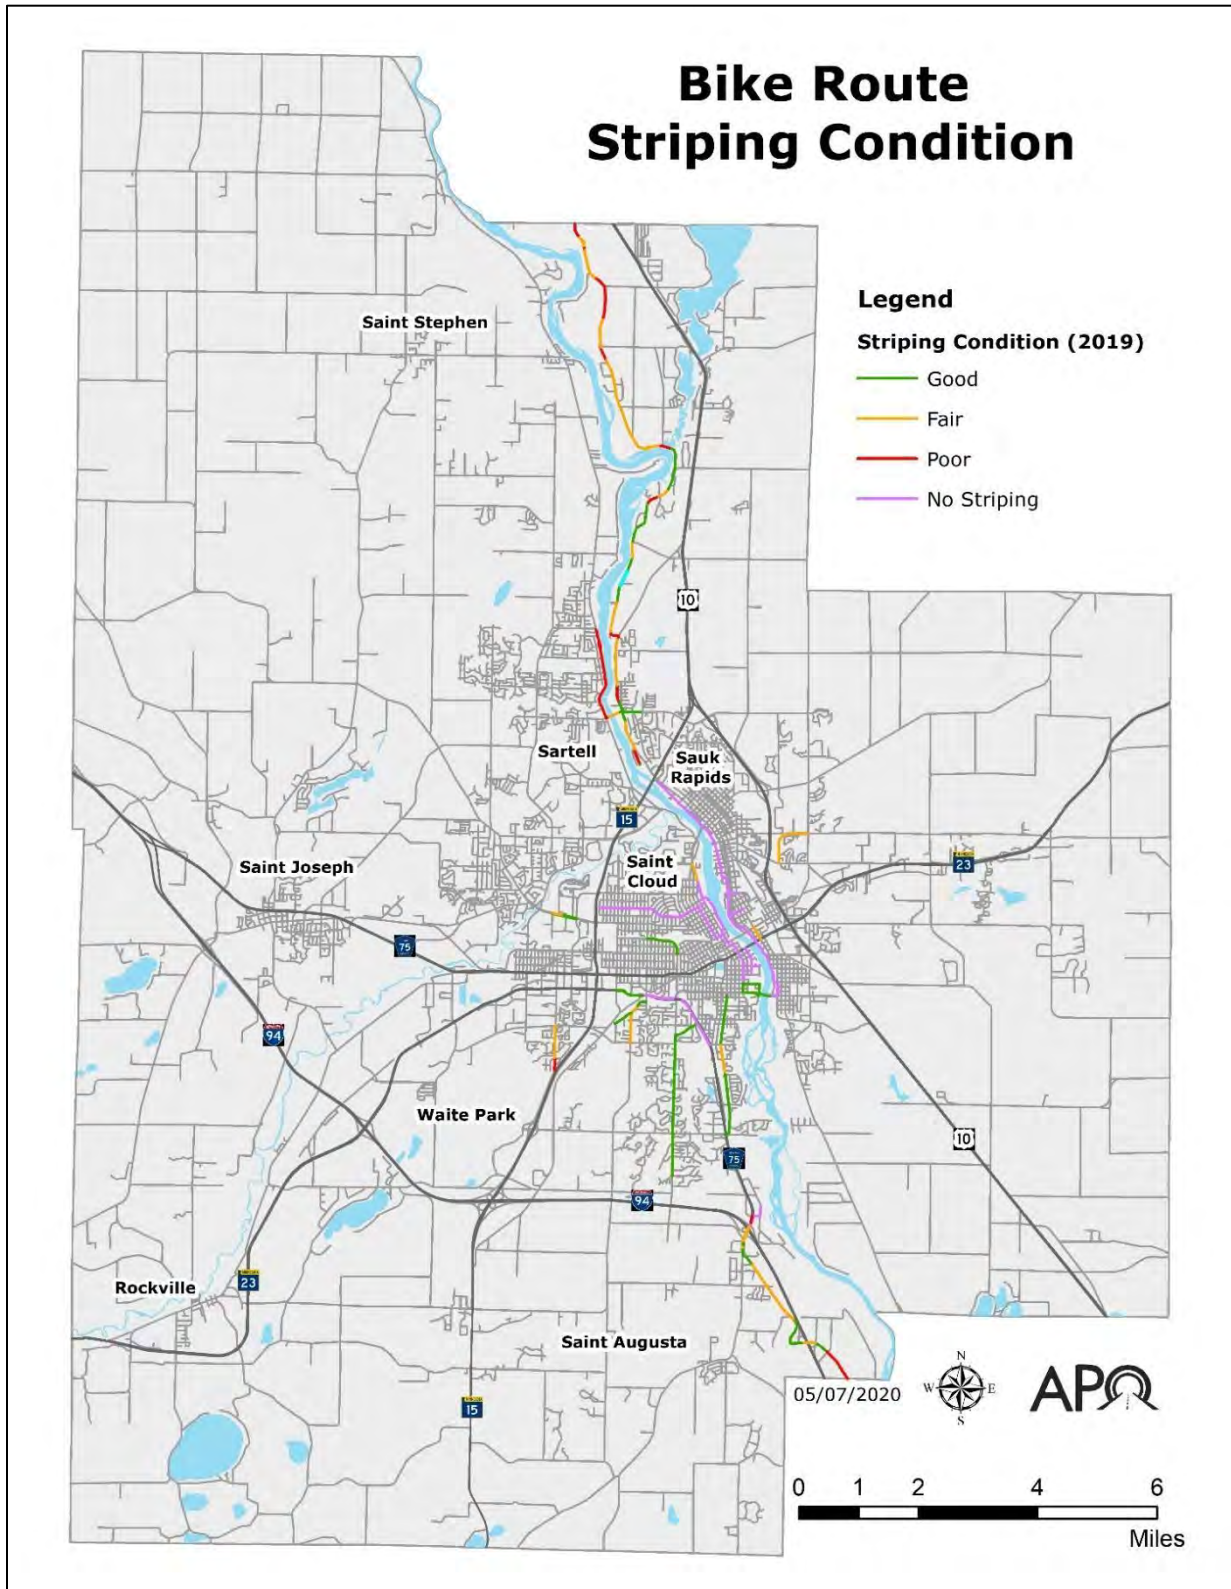 Bike Route
Striping Condition
Legend
Striping Condition (2019)
Good
Fair
Poor
No Striping
Saint Stephen
10
Sartell
Sauk
Rapids
15
Saint
Cloud
23
Saint Joseph
75
94
Waite Park
10
75
94
Rockville
23
Saint Augusta
15
05/07/2020
N
W
E
S
APO
0 1 2 4 6
Miles